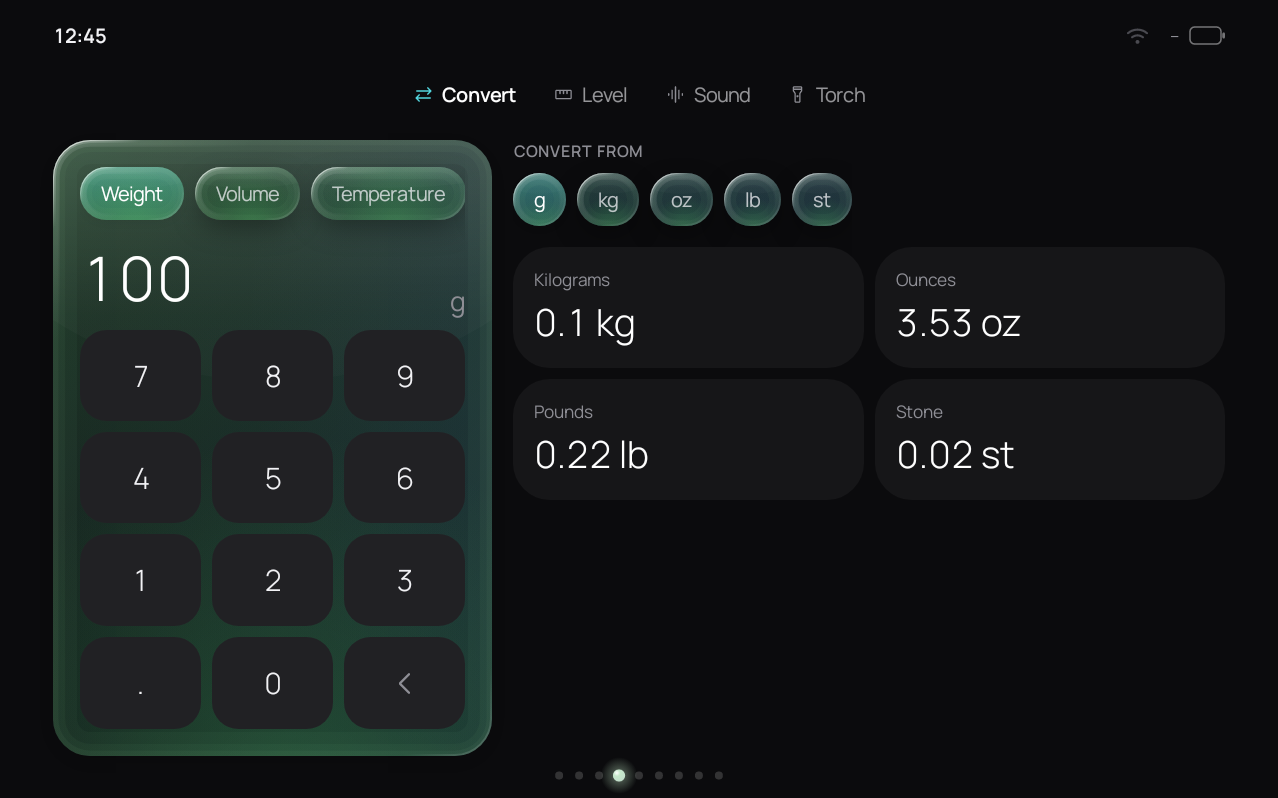 12:45
–
Convert Level Sound Torch
Weight Volume Temperature
100
g
7 8 9
4 5 6
1 2 3
. 0
CONVERT FROM
g kg oz lb st
Kilograms
0.1 kg
Ounces
3.53 oz
Pounds
0.22 lb
Stone
0.02 st